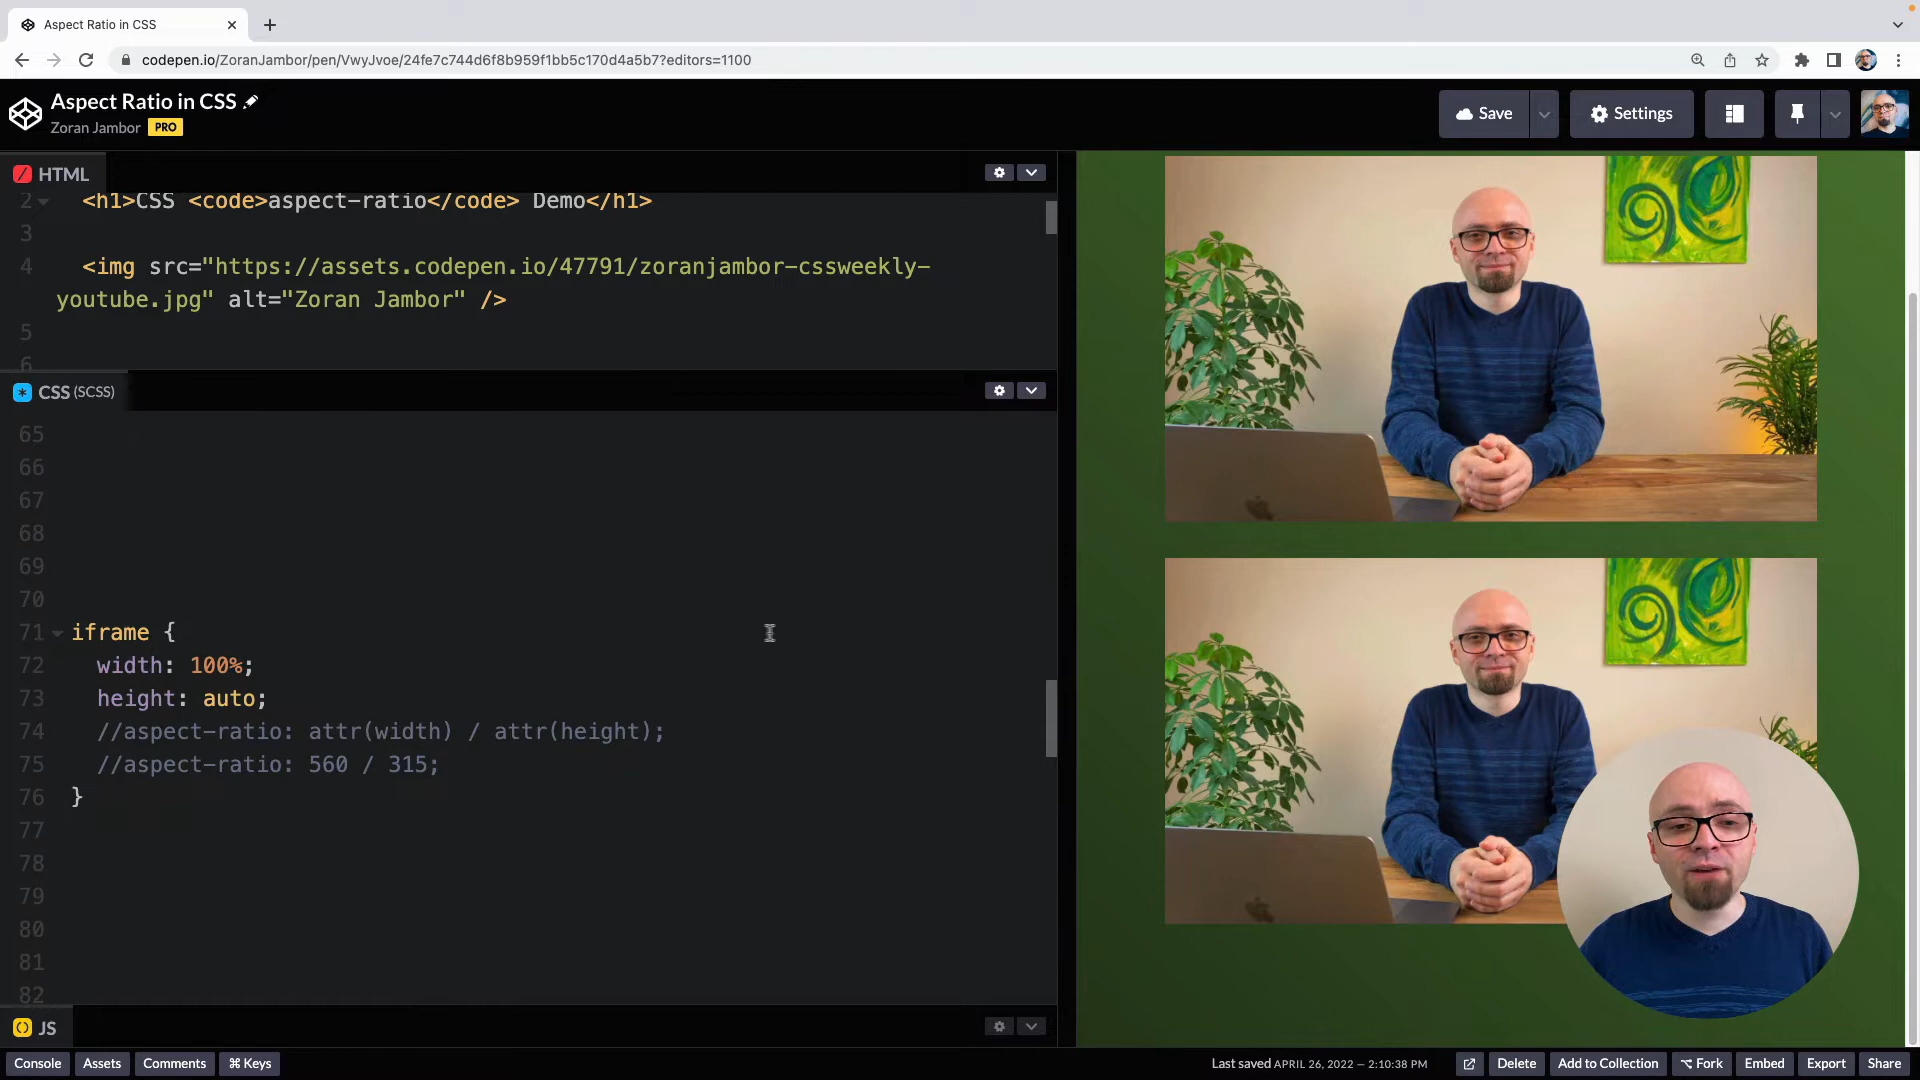 Aspect Ratio in CSS
codepen.io/ZoranJambor/pen/VwyJvoe/24fe7c744d6f8b959f1bb5c170d4a5b7?editors=1100
Aspect Ratio in CSS
Zoran Jambor PRO
Save
Settings
HTML
2 <h1>CSS <code>aspect-ratio</code> Demo</h1>
3
4 <img src="https://assets.codepen.io/47791/zoranjambor-cssweekly-
youtube.jpg" alt="Zoran Jambor" />
5
6
CSS (SCSS)
65
66
67
68
69
70
71 iframe {
72 width: 100%;
73 height: auto;
74 //aspect-ratio: attr(width) / attr(height);
75 //aspect-ratio: 560 / 315;
76 }
77
78
79
80
81
82
JS
Console Assets Comments ⌘ Keys Last saved APRIL 26, 2022 — 2:10:38 PM Delete Add to Collection ⌥ Fork Embed Export Share